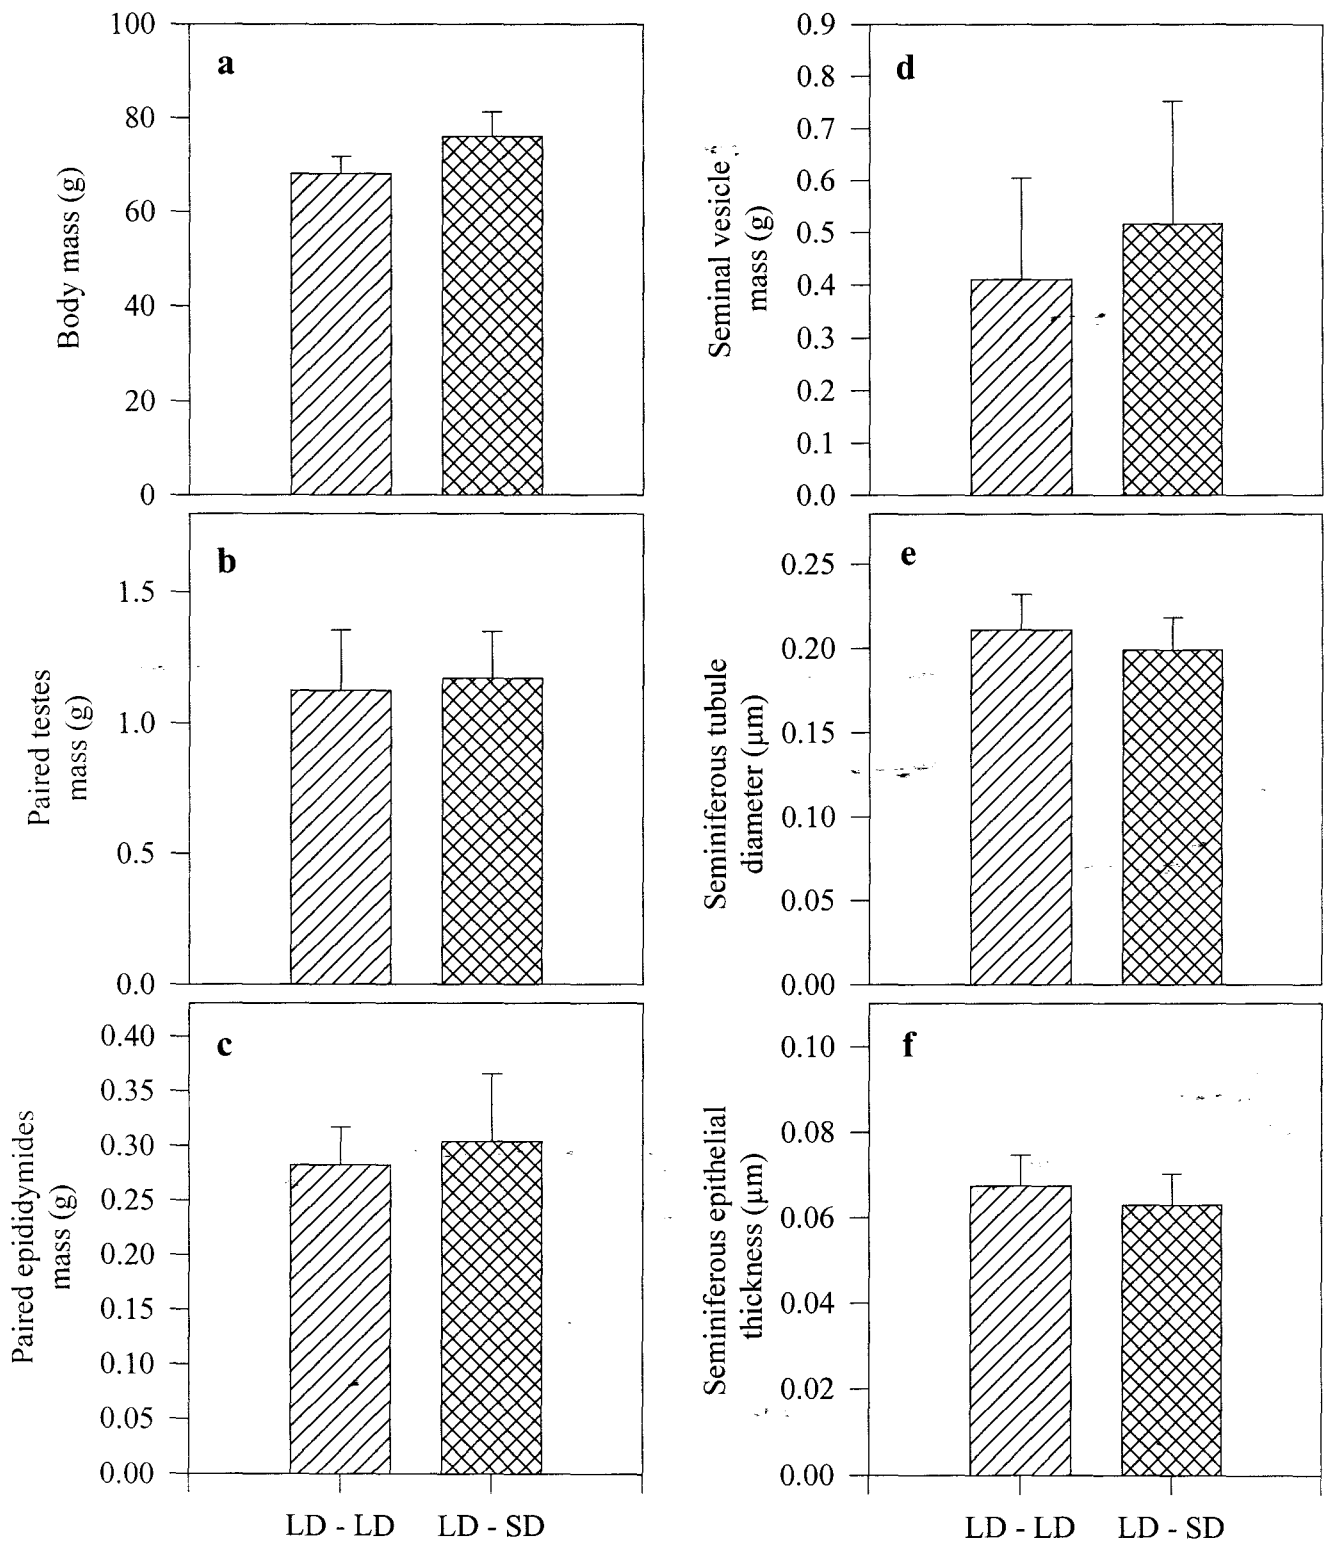 a
100
80
60
40
20
0
Body mass (g)
b
1.5
1.0
0.5
0.0
Paired testes
mass (g)
c
0.40
0.35
0.30
0.25
0.20
0.15
0.10
0.05
0.00
Paired epididymides
mass (g)
LD - LD
LD - SD
d
0.9
0.8
0.7
0.6
0.5
0.4
0.3
0.2
0.1
0.0
Seminal vesicle
mass (g)
e
0.25
0.20
0.15
0.10
0.05
0.00
Seminiferous tubule
diameter (μm)
f
0.10
0.08
0.06
0.04
0.02
0.00
Seminiferous epithelial
thickness (μm)
LD - LD
LD - SD